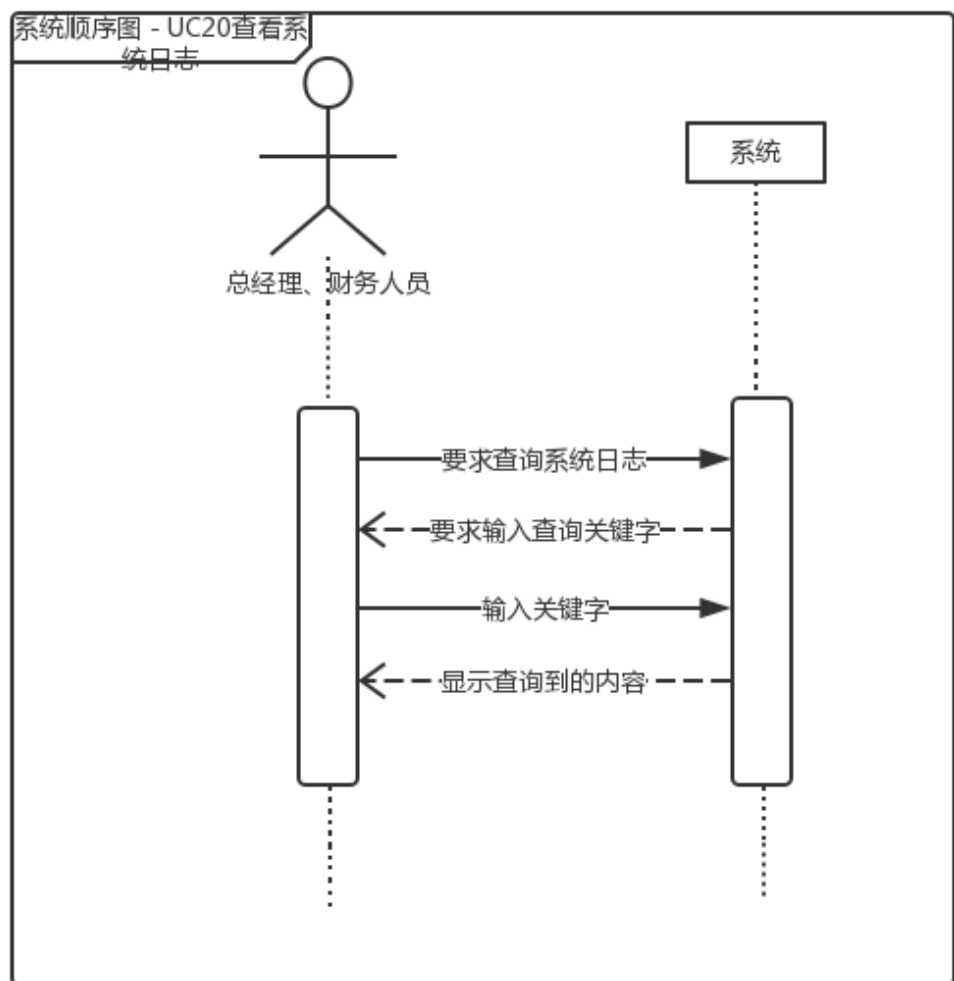 系统顺序图 - UC20查看系
统日志
系统
总经理、财务人员
要求查询系统日志
要求输入查询关键字
输入关键字
显示查询到的内容